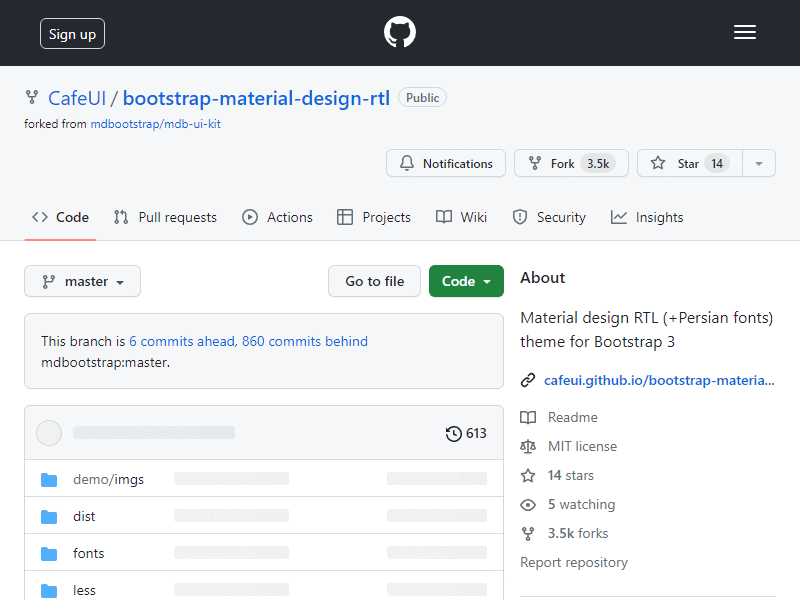 Sign up
CafeUI / bootstrap-material-design-rtl Public
forked from mdbootstrap/mdb-ui-kit
Notifications Fork 3.5k Star 14
Code Pull requests Actions Projects Wiki Security Insights
master Go to file Code
This branch is 6 commits ahead, 860 commits behind
mdbootstrap:master.
613
demo/imgs
dist
fonts
less
About
Material design RTL (+Persian fonts)
theme for Bootstrap 3
cafeui.github.io/bootstrap-materia...
Readme
MIT license
14 stars
5 watching
3.5k forks
Report repository